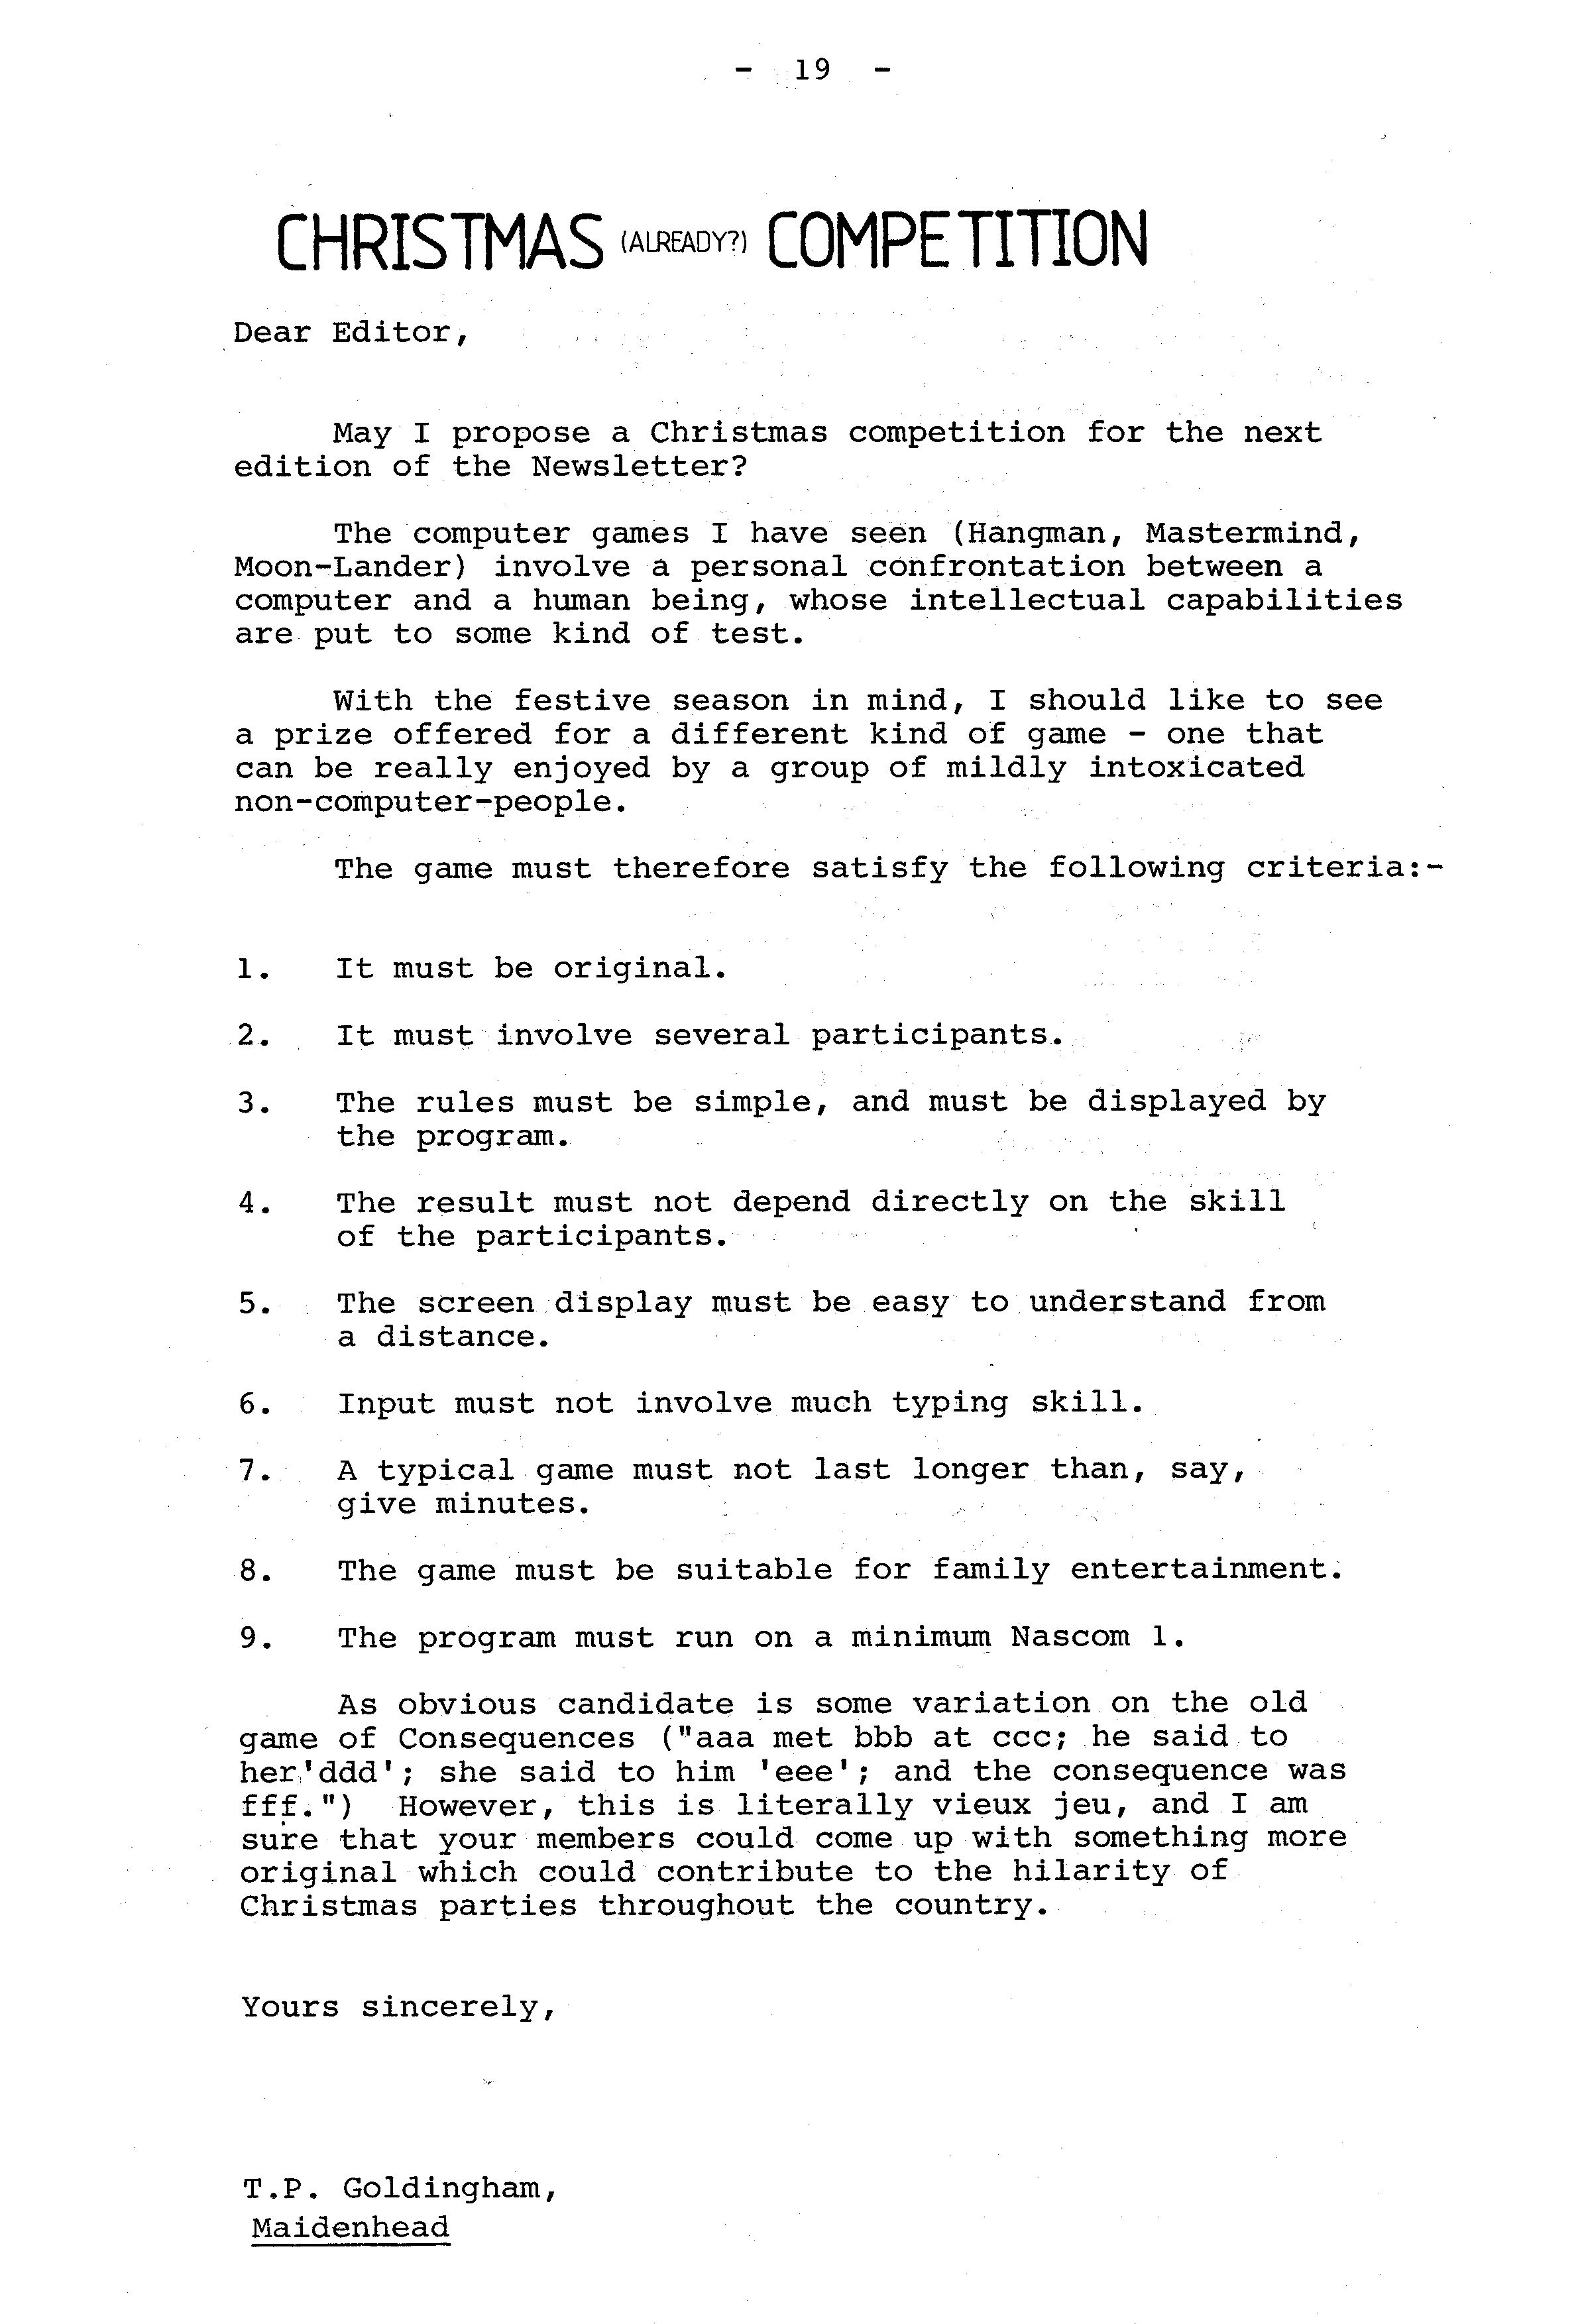 - 19 -
CHRISTMAS (ALREADY?) COMPETITION
Dear Editor,
May I propose a Christmas competition for the next
edition of the Newsletter?
The computer games I have seen (Hangman, Mastermind,
Moon-Lander) involve a personal confrontation between a
computer and a human being, whose intellectual capabilities
are put to some kind of test.
With the festive season in mind, I should like to see
a prize offered for a different kind of game - one that
can be really enjoyed by a group of mildly intoxicated
non-computer-people.
The game must therefore satisfy the following criteria:-
1. It must be original.
2. It must involve several participants.
3. The rules must be simple, and must be displayed by
the program.
4. The result must not depend directly on the skill
of the participants.
5. The screen display must be easy to understand from
a distance.
6. Input must not involve much typing skill.
7. A typical game must not last longer than, say,
give minutes.
8. The game must be suitable for family entertainment.
9. The program must run on a minimum Nascom 1.
As obvious candidate is some variation on the old
game of Consequences ("aaa met bbb at ccc; he said to
her,'ddd'; she said to him 'eee'; and the consequence was
fff.") However, this is literally vieux jeu, and I am
sure that your members could come up with something more
original which could contribute to the hilarity of
Christmas parties throughout the country.
Yours sincerely,
T.P. Goldingham,
Maidenhead